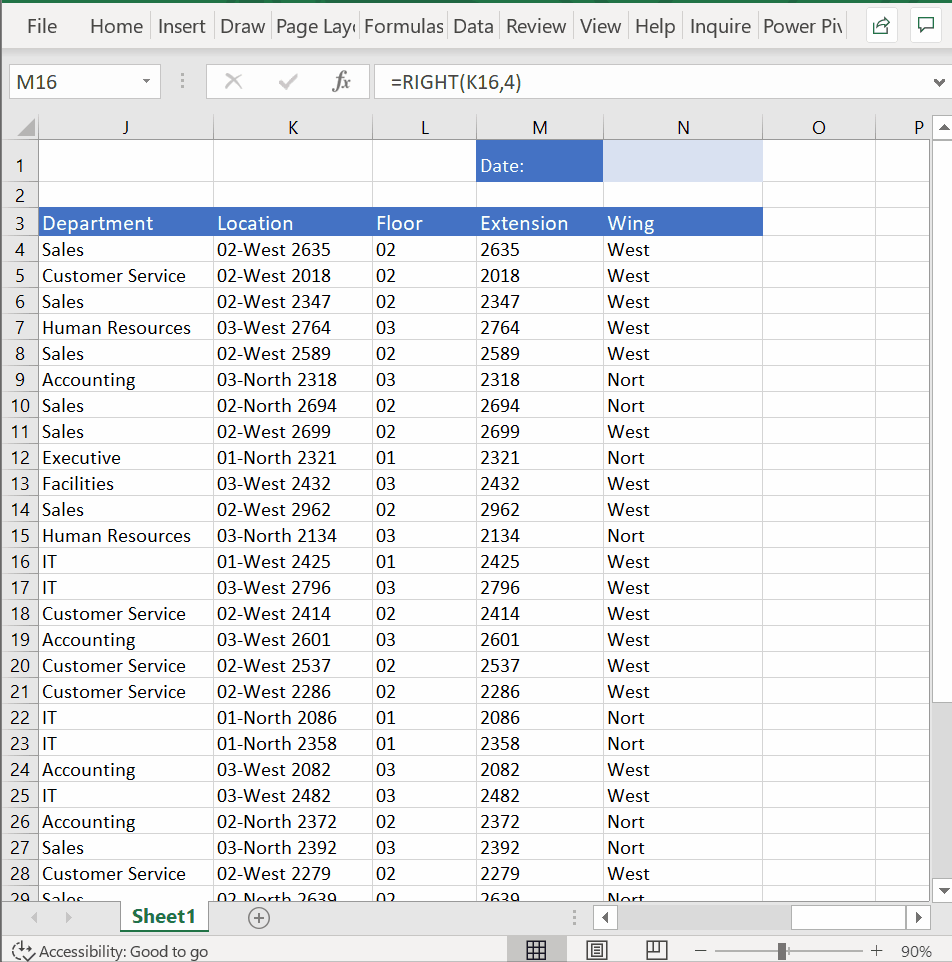 File Home Insert Draw Page Lay Formulas Data Review View Help Inquire Power Piv
M16 fx =RIGHT(K16,4)
J K L M N O P
1 Date:
2
3 Department Location Floor Extension Wing
4 Sales 02-West 2635 02 2635 West
5 Customer Service 02-West 2018 02 2018 West
6 Sales 02-West 2347 02 2347 West
7 Human Resources 03-West 2764 03 2764 West
8 Sales 02-West 2589 02 2589 West
9 Accounting 03-North 2318 03 2318 Nort
10 Sales 02-North 2694 02 2694 Nort
11 Sales 02-West 2699 02 2699 West
12 Executive 01-North 2321 01 2321 Nort
13 Facilities 03-West 2432 03 2432 West
14 Sales 02-West 2962 02 2962 West
15 Human Resources 03-North 2134 03 2134 Nort
16 IT 01-West 2425 01 2425 West
17 IT 03-West 2796 03 2796 West
18 Customer Service 02-West 2414 02 2414 West
19 Accounting 03-West 2601 03 2601 West
20 Customer Service 02-West 2537 02 2537 West
21 Customer Service 02-West 2286 02 2286 West
22 IT 01-North 2086 01 2086 Nort
23 IT 01-North 2358 01 2358 Nort
24 Accounting 03-West 2082 03 2082 West
25 IT 03-West 2482 03 2482 West
26 Accounting 02-North 2372 02 2372 Nort
27 Sales 03-North 2392 03 2392 Nort
28 Customer Service 02-West 2279 02 2279 West
29 Sales 02-North 2639 02 2639 Nort
Sheet1
Accessibility: Good to go 90%